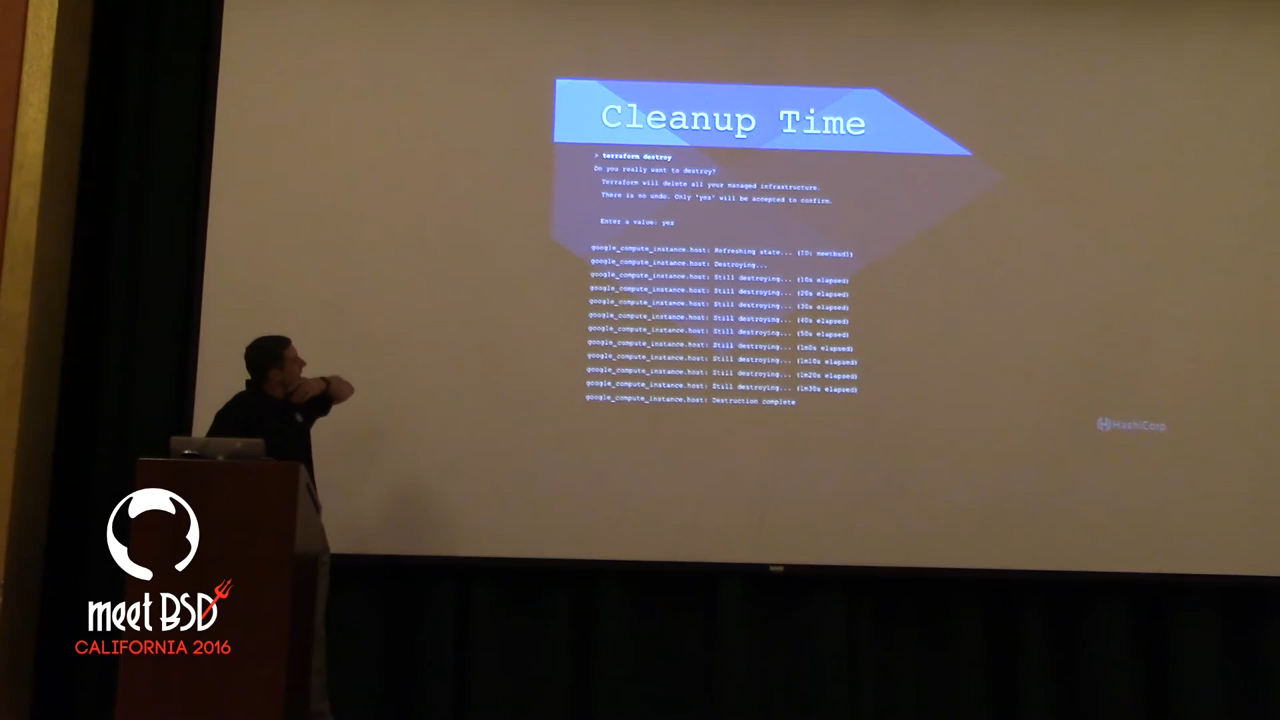 Cleanup Time
> terraform destroy
Do you really want to destroy?
Terraform will delete all your managed infrastructure.
There is no undo. Only 'yes' will be accepted to confirm.
Enter a value: yes
google_compute_instance.host: Refreshing state... (ID: meetbsd1)
google_compute_instance.host: Destroying...
google_compute_instance.host: Still destroying... (10s elapsed)
google_compute_instance.host: Still destroying... (20s elapsed)
google_compute_instance.host: Still destroying... (30s elapsed)
google_compute_instance.host: Still destroying... (40s elapsed)
google_compute_instance.host: Still destroying... (50s elapsed)
google_compute_instance.host: Still destroying... (1m0s elapsed)
google_compute_instance.host: Still destroying... (1m10s elapsed)
google_compute_instance.host: Still destroying... (1m20s elapsed)
google_compute_instance.host: Still destroying... (1m30s elapsed)
google_compute_instance.host: Destruction complete
HashiCorp
meet BSD
CALIFORNIA 2016